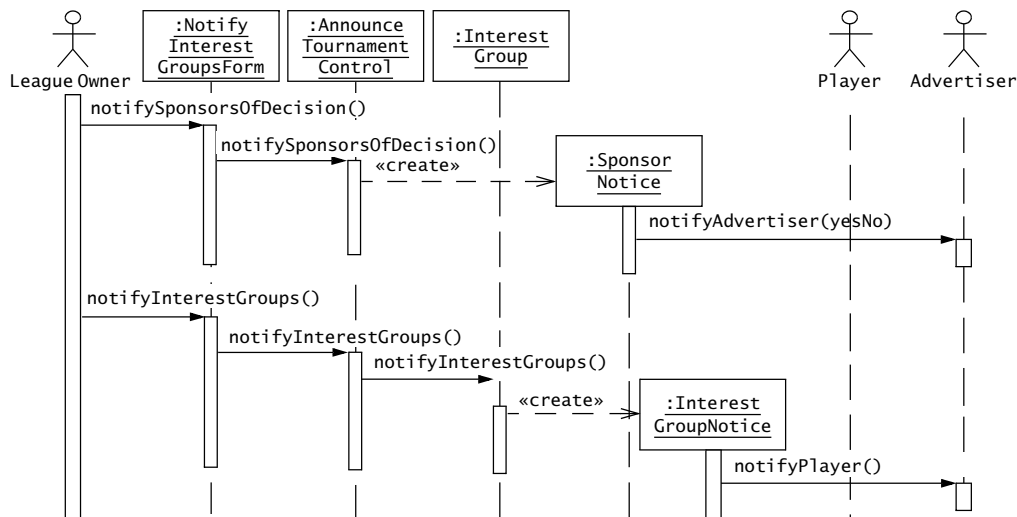 :Notify
Interest
GroupsForm
:Announce
Tournament
Control
:Interest
Group
League Owner
Player
Advertiser
notifySponsorsOfDecision()
notifySponsorsOfDecision()
«create»
:Sponsor
Notice
notifyAdvertiser(yesNo)
notifyInterestGroups()
notifyInterestGroups()
notifyInterestGroups()
«create»
:Interest
GroupNotice
notifyPlayer()